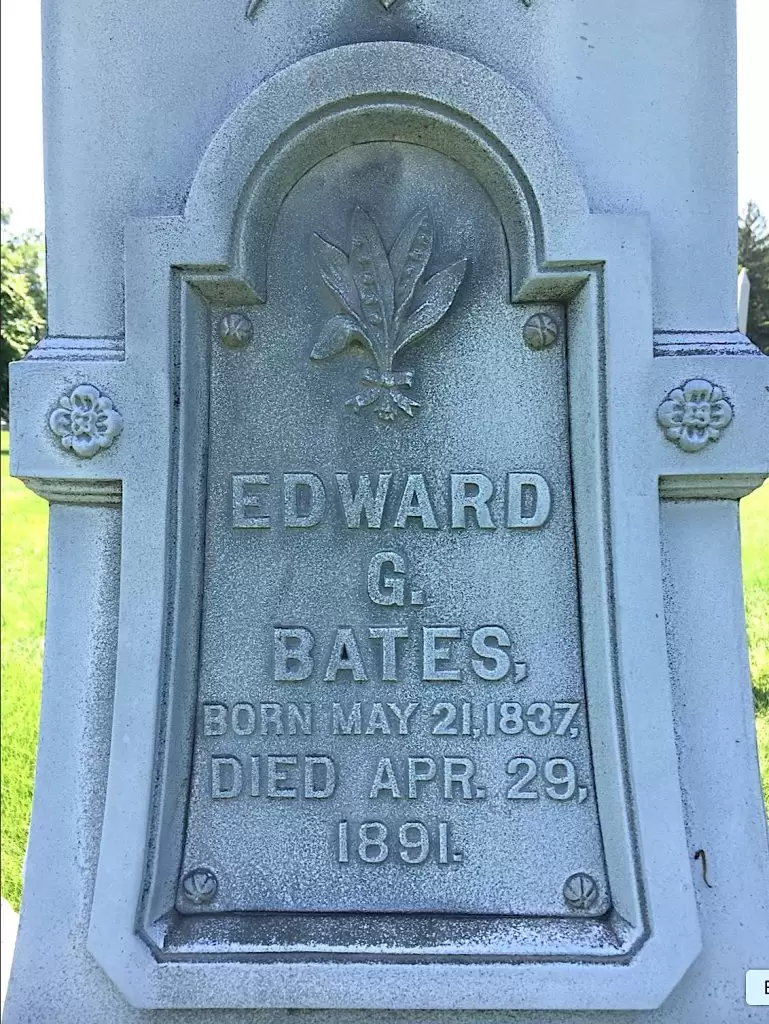 EDWARD
G.
BATES,
BORN MAY 21, 1837,
DIED APR. 29,
1891.